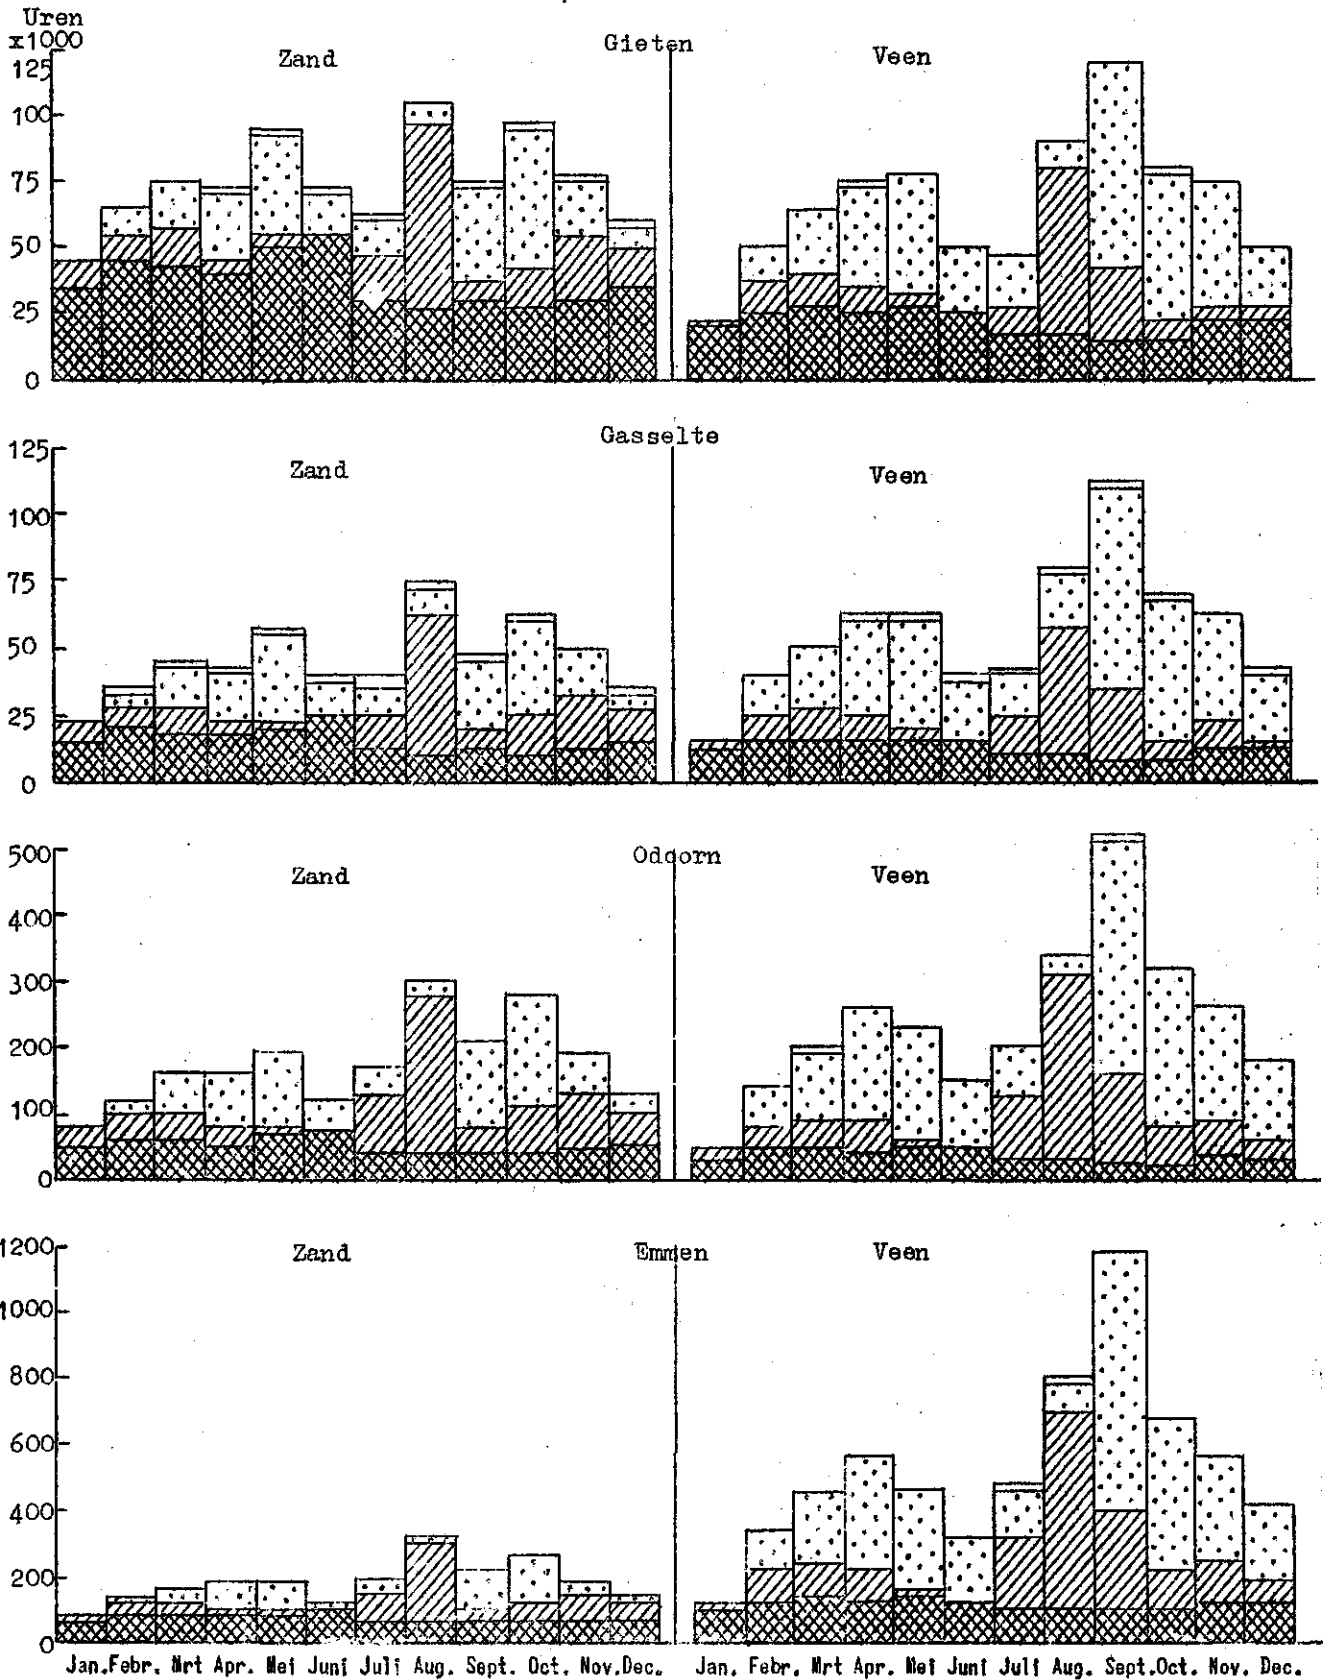 Uren
x1000
Gieten
Zand
Veen
125
100
75
50
25
0
Gasselte
Zand
Veen
125
100
75
50
25
0
Odoorn
Zand
Veen
500
400
300
200
100
0
Emmen
Zand
Veen
1200
1000
800
600
400
200
0
Jan. Febr. Mrt Apr. Mei Juni Juli Aug. Sept. Oct. Nov. Dec. Jan. Febr. Mrt Apr. Mei Juni Juli Aug. Sept. Oct. Nov. Dec.